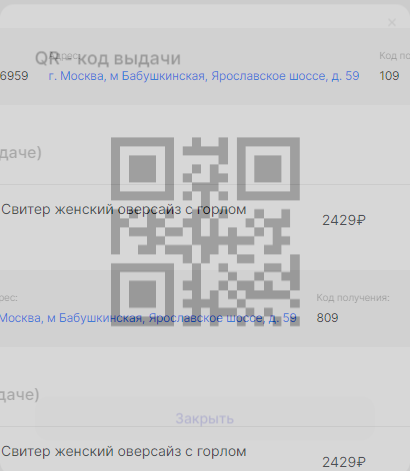 ×
Адрес:
Код по
QR - код выдачи
6959 г. Москва, м Бабушкинская, Ярославское шоссе, д. 59 109
даче)
Свитер женский оверсайз с горлом
2429₽
рес:
Код получения:
Москва, м Бабушкинская, Ярославское шоссе, д. 59 809
даче)
Закрыть
Свитер женский оверсайз с горлом
2429₽